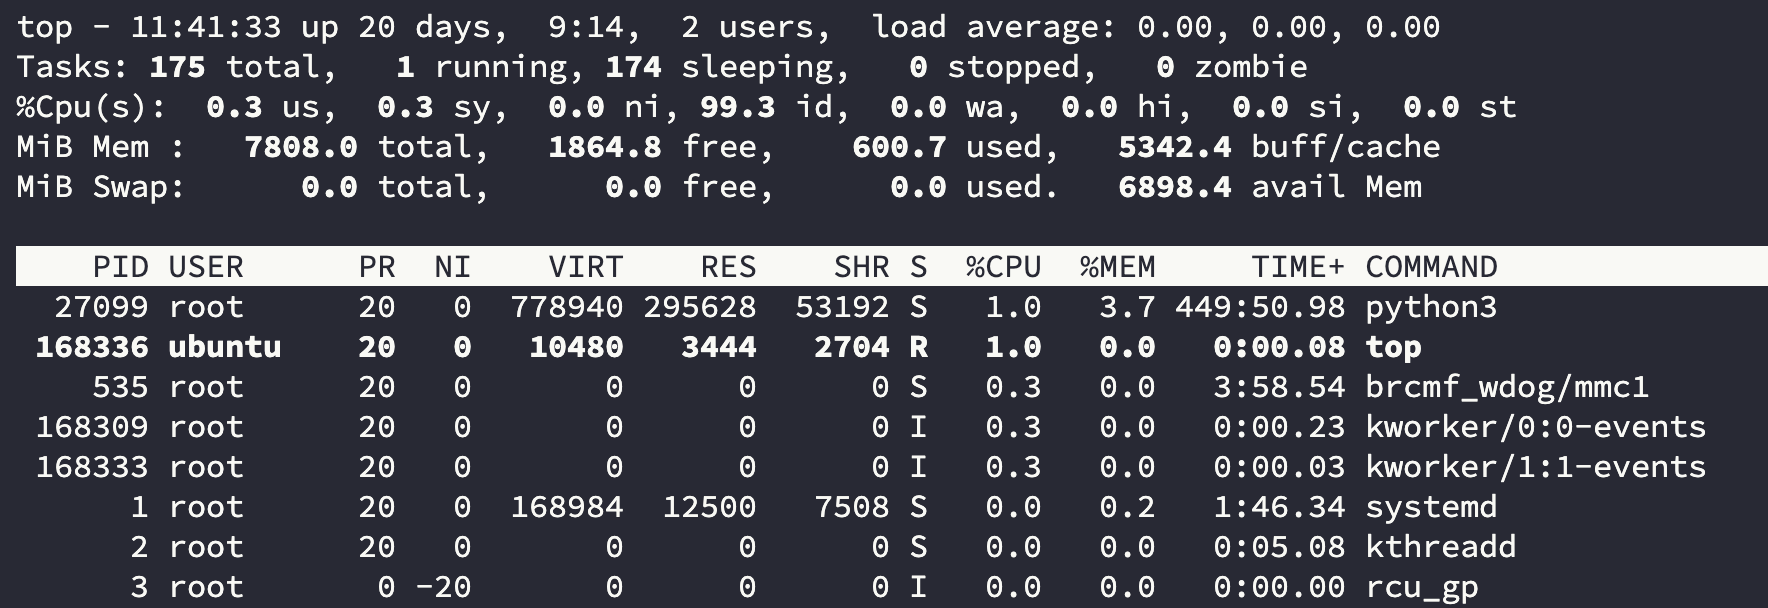 top - 11:41:33 up 20 days,  9:14,  2 users,  load average: 0.00, 0.00, 0.00
Tasks: 175 total,   1 running, 174 sleeping,   0 stopped,   0 zombie
%Cpu(s):  0.3 us,  0.3 sy,  0.0 ni, 99.3 id,  0.0 wa,  0.0 hi,  0.0 si,  0.0 st
MiB Mem :   7808.0 total,   1864.8 free,    600.7 used,   5342.4 buff/cache
MiB Swap:      0.0 total,      0.0 free,      0.0 used.   6898.4 avail Mem
    PID USER      PR  NI    VIRT    RES    SHR S  %CPU  %MEM     TIME+ COMMAND
  27099 root      20   0  778940 295628  53192 S   1.0   3.7 449:50.98 python3
 168336 ubuntu    20   0   10480   3444   2704 R   1.0   0.0   0:00.08 top
    535 root      20   0       0      0      0 S   0.3   0.0   3:58.54 brcmf_wdog/mmc1
 168309 root      20   0       0      0      0 I   0.3   0.0   0:00.23 kworker/0:0-events
 168333 root      20   0       0      0      0 I   0.3   0.0   0:00.03 kworker/1:1-events
      1 root      20   0  168984  12500   7508 S   0.0   0.2   1:46.34 systemd
      2 root      20   0       0      0      0 S   0.0   0.0   0:05.08 kthreadd
      3 root       0 -20       0      0      0 I   0.0   0.0   0:00.00 rcu_gp